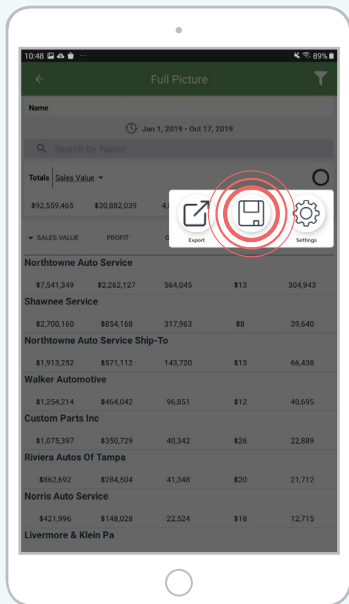 10:48 89%
Full Picture
Name
Jan 1, 2019 - Oct 17, 2019
Search by 'Name'
Totals Sales Value
$92,559,465 $30,882,039
Export Settings
SALES VALUE PROFIT
Northtowne Auto Service
$7,541,349 $2,262,127 564,045 $13 304,943
Shawnee Service
$2,700,160 $854,168 317,963 $8 39,640
Northtowne Auto Service Ship-To
$1,913,252 $571,112 143,720 $13 66,438
Walker Automotive
$1,254,214 $464,042 96,851 $12 40,695
Custom Parts Inc
$1,075,397 $350,729 40,342 $26 22,889
Riviera Autos Of Tampa
$862,692 $284,504 41,348 $20 21,712
Norris Auto Service
$421,996 $148,028 22,524 $18 12,715
Livermore & Klein Pa